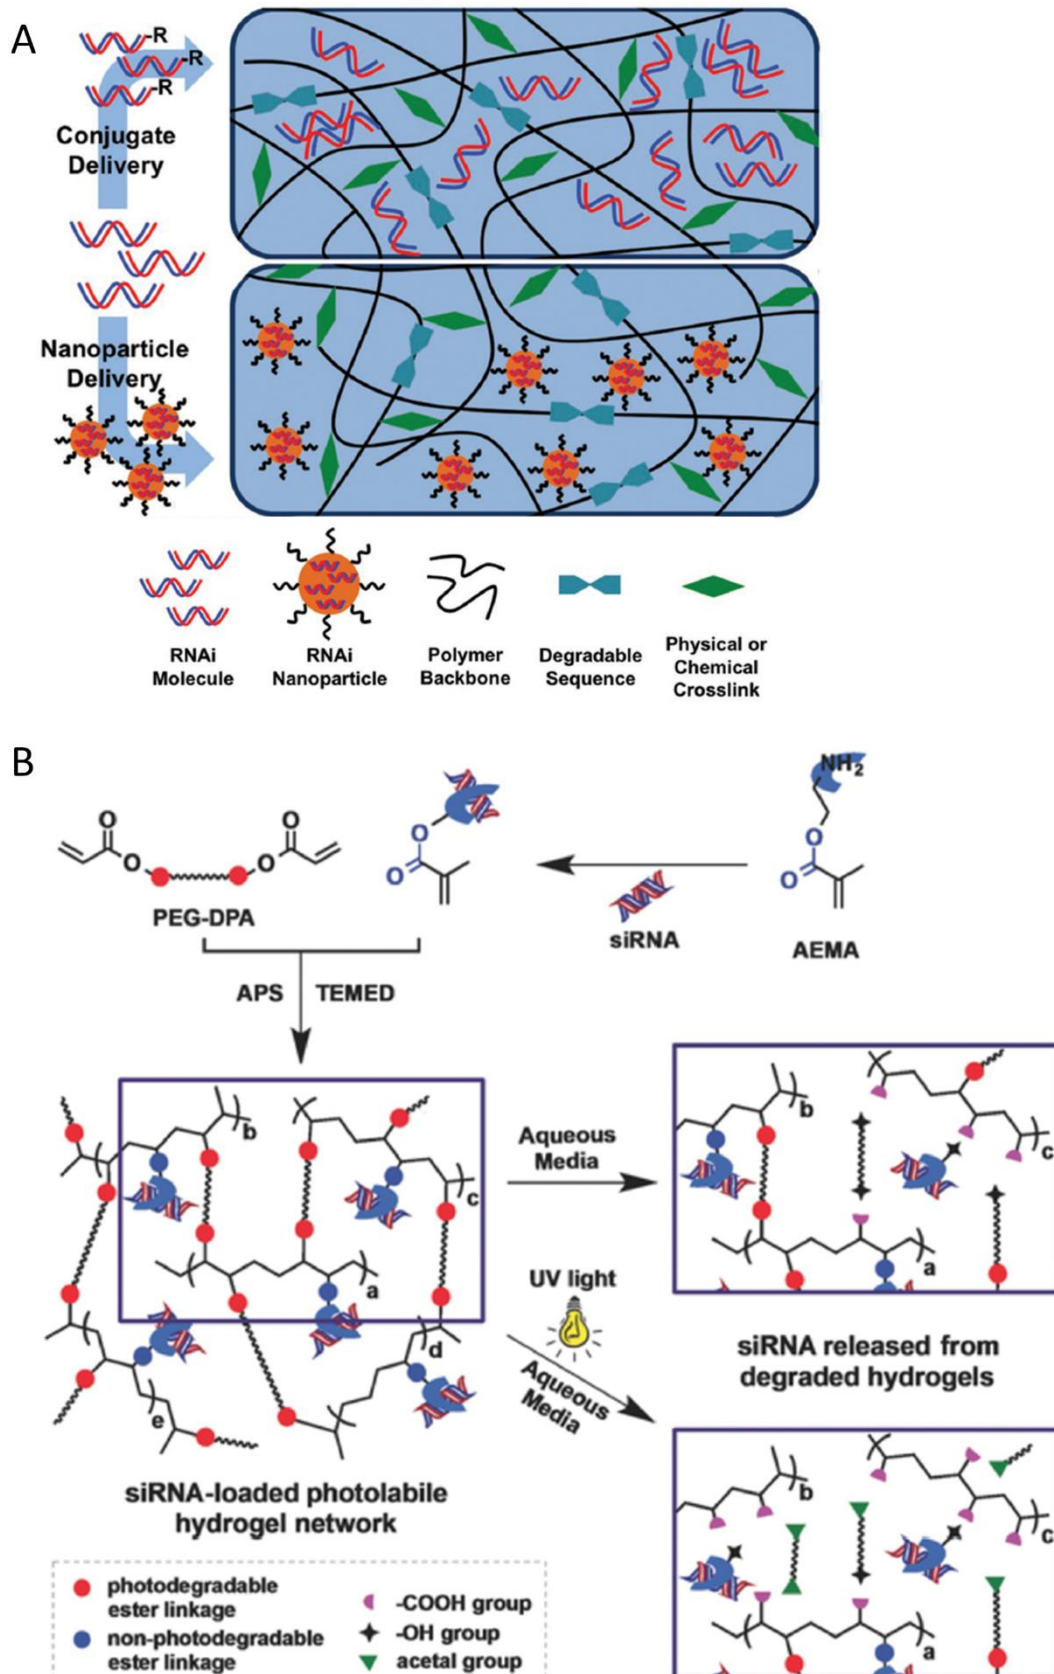 A
-R
-R
-R
Conjugate
Delivery
Nanoparticle
Delivery
RNAi
Molecule
RNAi
Nanoparticle
Polymer
Backbone
Degradable
Sequence
Physical or
Chemical
Crosslink
B
O
O
O
O
PEG-DPA
O
O
siRNA
NH2
O
O
AEMA
APS
TEMED
b
c
a
d
e
Aqueous
Media
UV light
Aqueous
Media
b
c
a
siRNA released from
degraded hydrogels
b
c
a
siRNA-loaded photolabile
hydrogel network
photodegradable
ester linkage
non-photodegradable
ester linkage
-COOH group
-OH group
acetal group